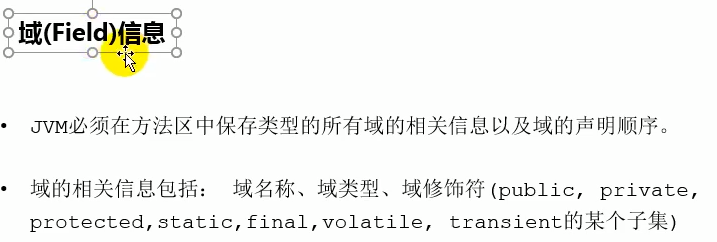 域(Field)信息
• JVM必须在方法区中保存类型的所有域的相关信息以及域的声明顺序。
• 域的相关信息包括： 域名称、域类型、域修饰符(public, private,
protected,static,final,volatile, transient的某个子集)